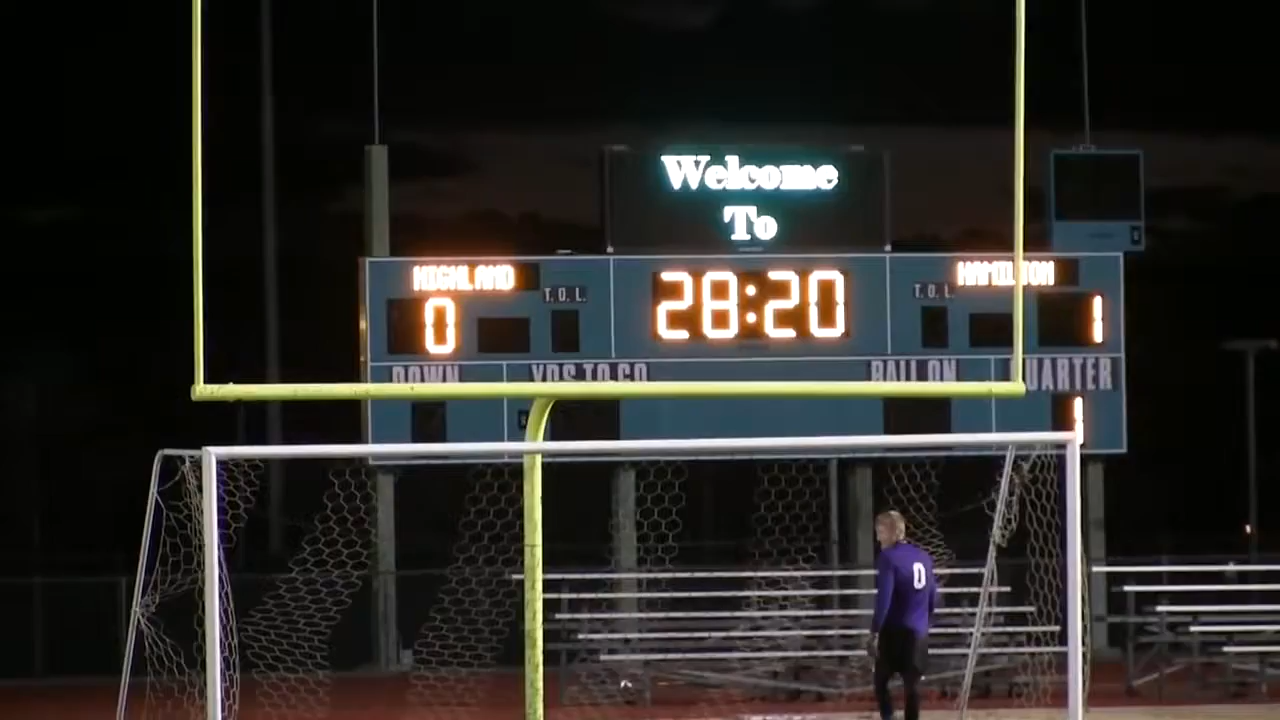 Welcome
To
HIGHLAND
T. O. L.
28:20
T. O. L.
HAMILTON
0
1
DOWN
YDS TO GO
BALL ON
QUARTER
1
0